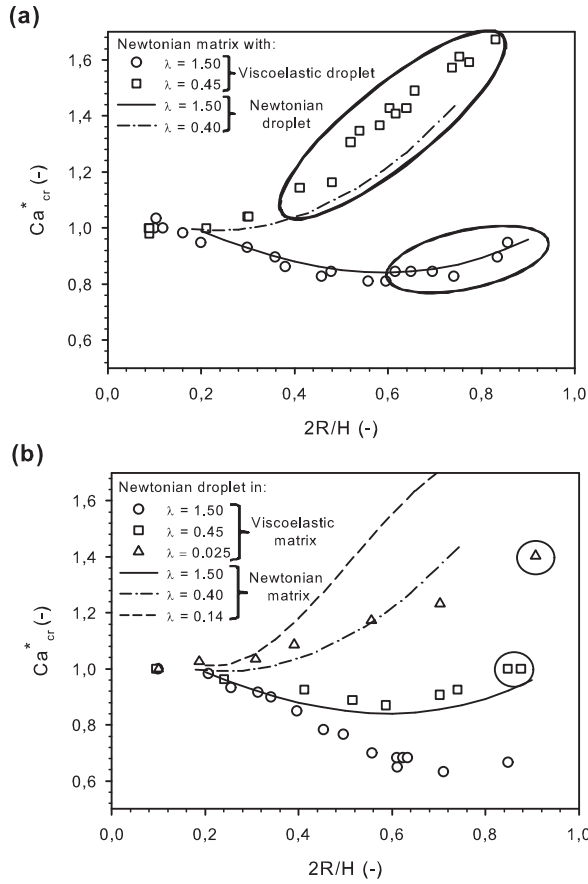 (a)
Newtonian matrix with:
λ = 1.50
λ = 0.45
Viscoelastic droplet
λ = 1.50
λ = 0.40
Newtonian
droplet
1,8
1,6
1,4
1,2
1,0
0,8
0,6
Ca*cr (-)
0,0 0,2 0,4 0,6 0,8 1,0
2R/H (-)
(b)
Newtonian droplet in:
λ = 1.50
λ = 0.45
λ = 0.025
Viscoelastic
matrix
λ = 1.50
λ = 0.40
λ = 0.14
Newtonian
matrix
1,6
1,4
1,2
1,0
0,8
0,6
Ca*cr (-)
0,0 0,2 0,4 0,6 0,8 1,0
2R/H (-)